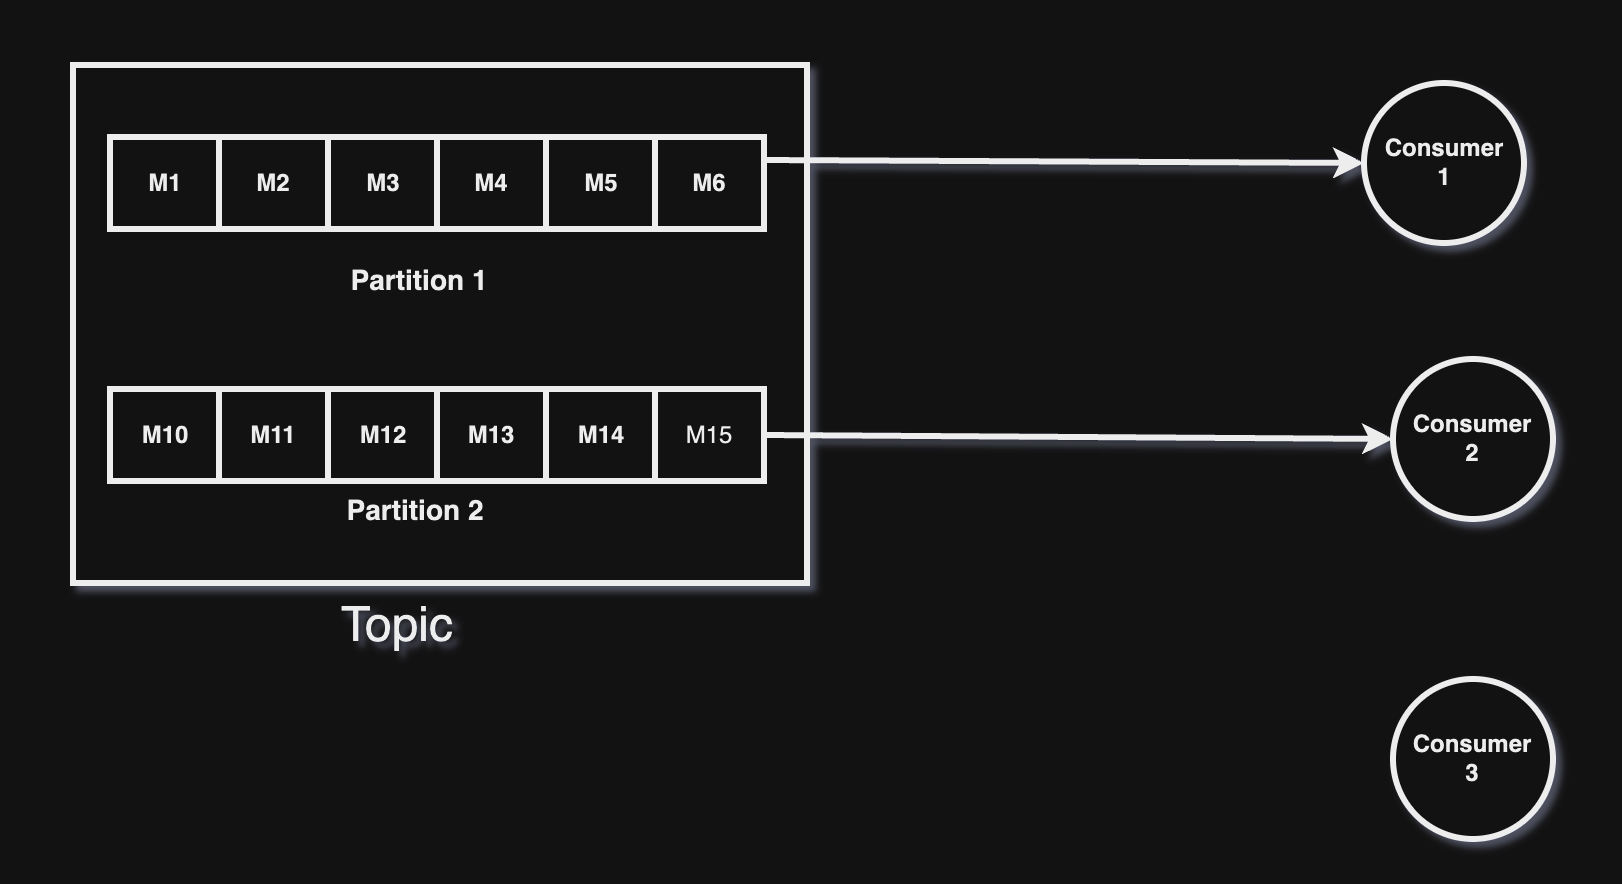 M1 M2 M3 M4 M5 M6
Partition 1
M10 M11 M12 M13 M14 M15
Partition 2
Topic
Consumer
1
Consumer
2
Consumer
3